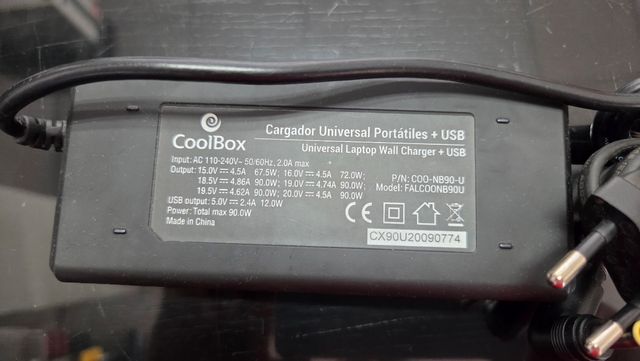 CoolBox
Cargador Universal Portátiles + USB
Universal Laptop Wall Charger + USB
Input: AC 110-240V~ 50/60Hz, 2.0A max
Output: 15.0V⎓4.5A 67.5W; 16.0V⎓4.5A 72.0W;
18.5V⎓4.86A 90.0W; 19.0V⎓4.74A 90.0W;
19.5V⎓4.62A 90.0W; 20.0V⎓4.5A 90.0W
USB output: 5.0V⎓2.4A 12.0W
Power: Total max 90.0W
Made in China
P/N: COO-NB90-U
Model: FALCOONB90U
CE
CX90U20090774